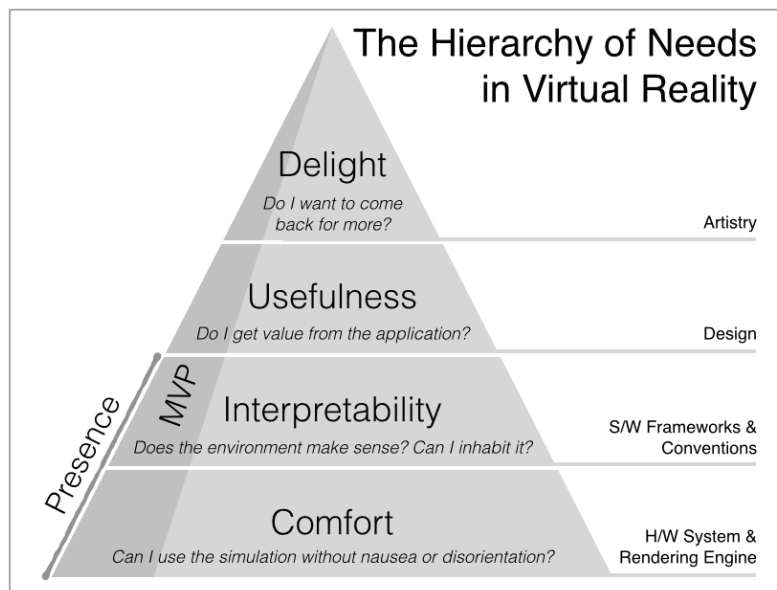 The Hierarchy of Needs
in Virtual Reality
Delight
Do I want to come
back for more?
Artistry
Usefulness
Do I get value from the application?
Design
Presence
MVP
Interpretability
Does the environment make sense? Can I inhabit it?
S/W Frameworks &
Conventions
Comfort
Can I use the simulation without nausea or disorientation?
H/W System &
Rendering Engine